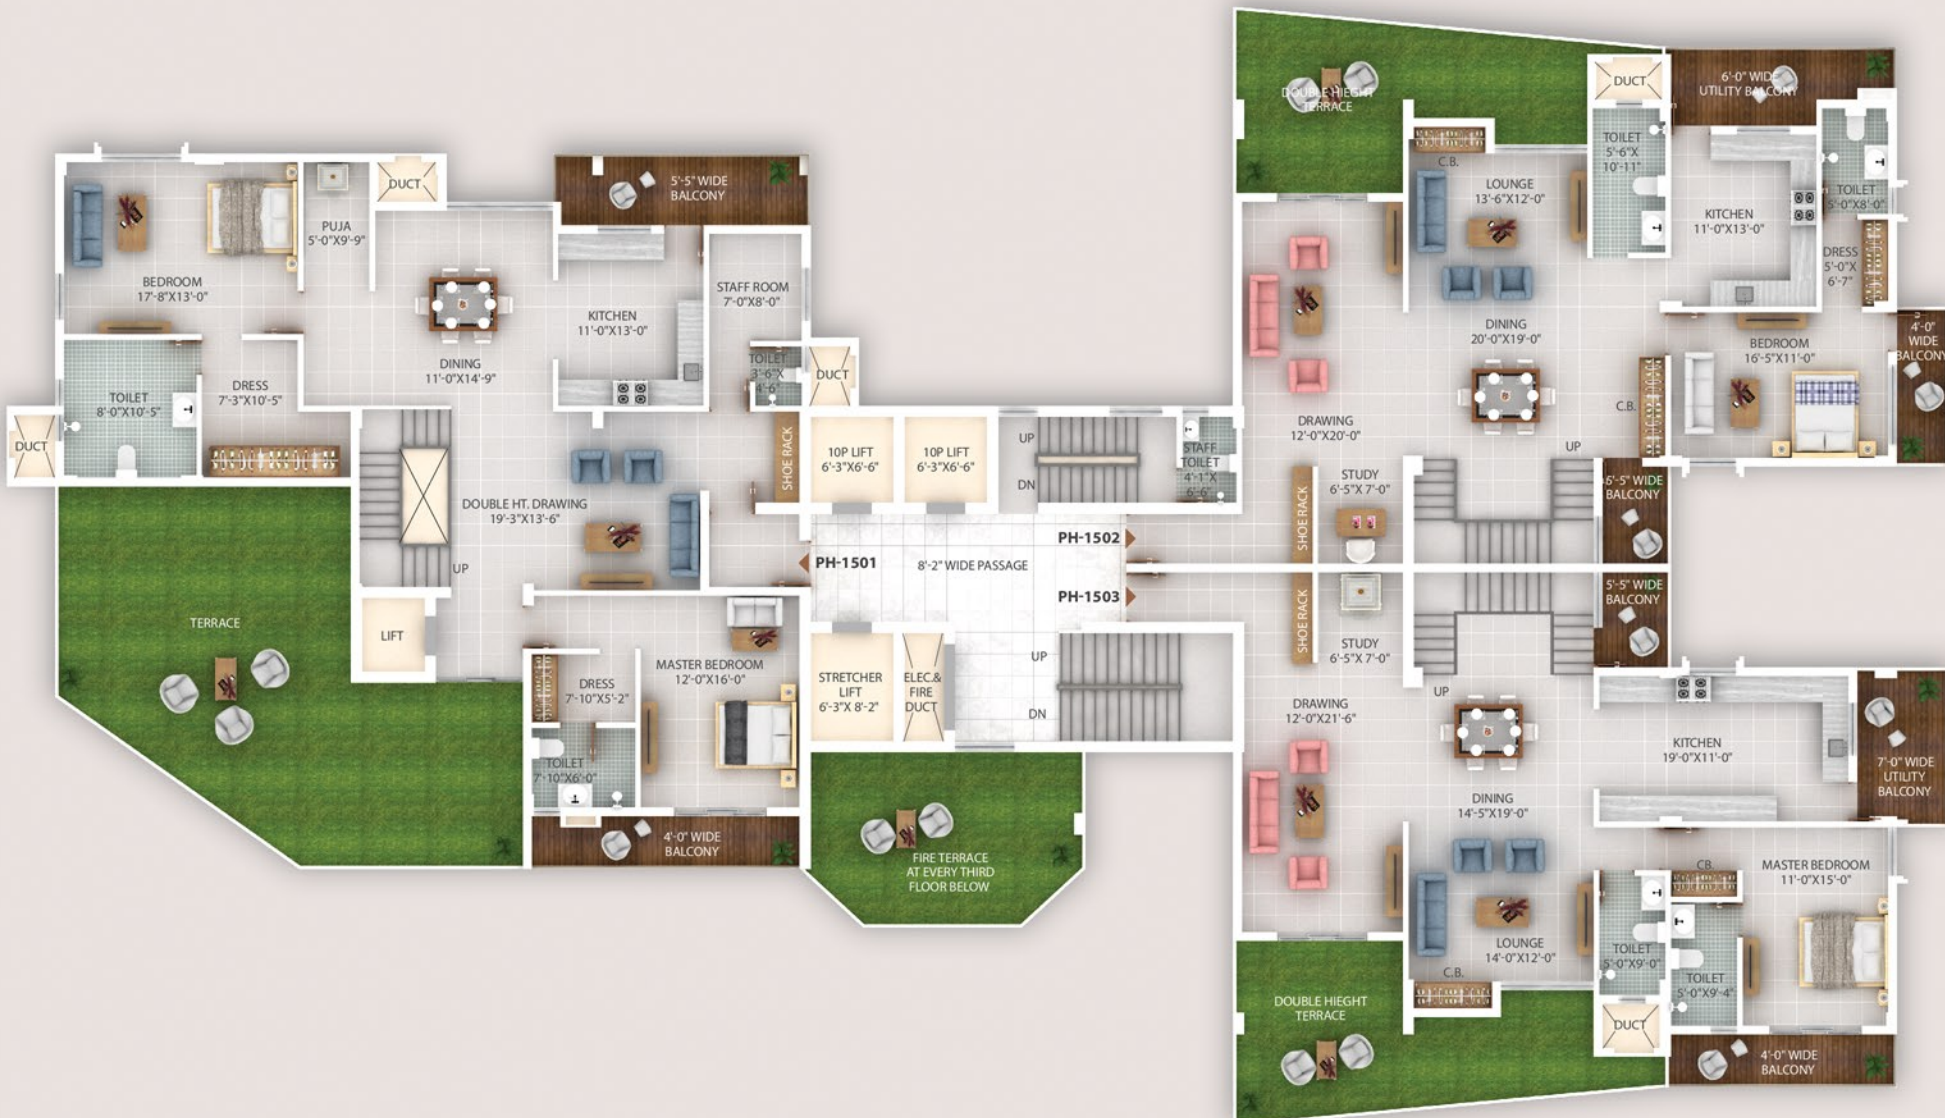 DUCT
5'-5" WIDE
BALCONY
PUJA
5'-0"X9'-9"
BEDROOM
17'-8"X13'-0"
STAFF ROOM
7'-0"X8'-0"
KITCHEN
11'-0"X13'-0"
DINING
11'-0"X14'-9"
TOILET
3'-6"X
4'-6"
DUCT
TOILET
8'-0"X10'-5"
DRESS
7'-3"X10'-5"
DUCT
SHOE RACK
DOUBLE HT. DRAWING
19'-3"X13'-6"
UP
LIFT
TERRACE
MASTER BEDROOM
12'-0"X16'-0"
DRESS
7'-10"X5'-2"
TOILET
7'-10"X6'-0"
4'-0" WIDE
BALCONY
10P LIFT
6'-3"X6'-6"
10P LIFT
6'-3"X6'-6"
UP
DN
STAFF
TOILET
4'-1"X
6'-6"
PH-1501
8'-2" WIDE PASSAGE
PH-1502
PH-1503
STRETCHER
LIFT
6'-3"X 8'-2"
ELEC.&
FIRE
DUCT
UP
DN
FIRE TERRACE
AT EVERY THIRD
FLOOR BELOW
DOUBLE HIEGHT
TERRACE
DUCT
6'-0" WIDE
UTILITY BALCONY
C.B.
TOILET
5'-6"X
10'-11"
LOUNGE
13'-6"X12'-0"
KITCHEN
11'-0"X13'-0"
TOILET
5'-0"X8'-0"
DRESS
5'-0"X
6'-7"
DINING
20'-0"X19'-0"
BEDROOM
16'-5"X11'-0"
4'-0"
WIDE
BALCONY
C.B.
DRAWING
12'-0"X20'-0"
UP
STUDY
6'-5"X 7'-0"
SHOE RACK
6'-5" WIDE
BALCONY
5'-5" WIDE
BALCONY
SHOE RACK
STUDY
6'-5"X 7'-0"
UP
DRAWING
12'-0"X21'-6"
KITCHEN
19'-0"X11'-0"
7'-0" WIDE
UTILITY
BALCONY
DINING
14'-5"X19'-0"
CB.
MASTER BEDROOM
11'-0"X15'-0"
LOUNGE
14'-0"X12'-0"
TOILET
5'-0"X9'-0"
C.B.
TOILET
5'-0"X9'-4"
DOUBLE HIEGHT
TERRACE
DUCT
4'-0" WIDE
BALCONY